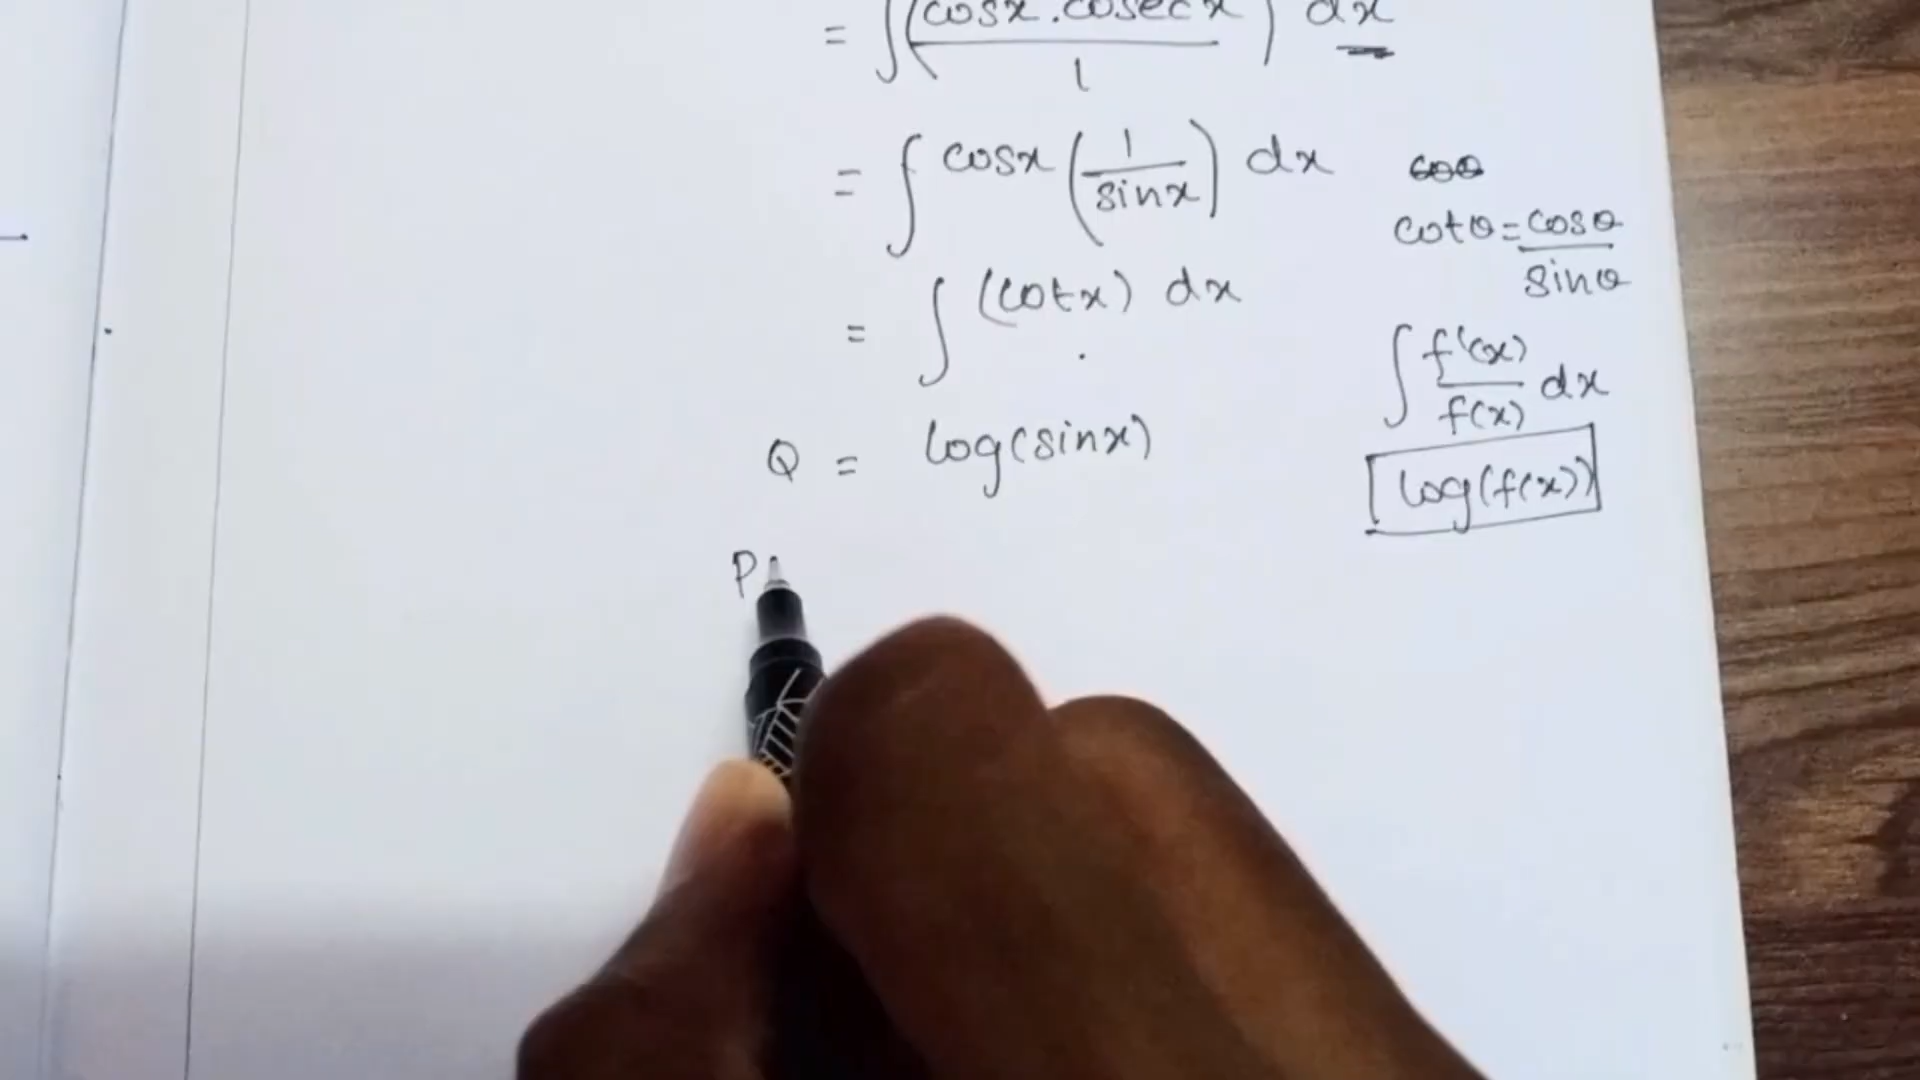 = ∫ (cosx . cosecx / 1) dx
= ∫ cosx (1 / sinx) dx
cotθ = cosθ / sinθ
= ∫ (cotx) dx
∫ f'(x) / f(x) dx
Q = log(sinx)
log(f(x))
P